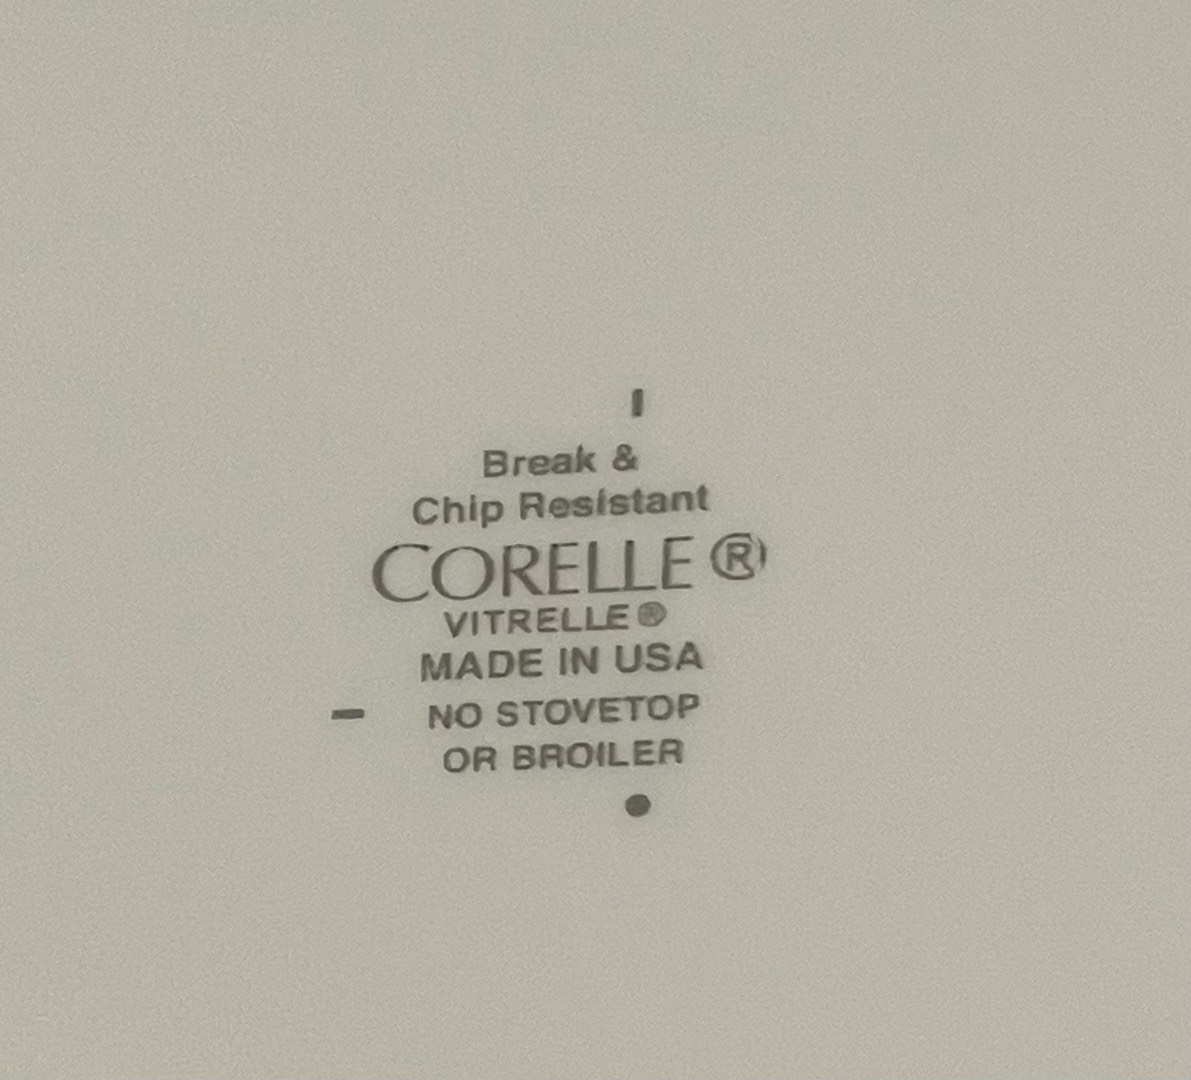 Break &
Chip Resistant
CORELLE ®
VITRELLE®
MADE IN USA
NO STOVETOP
OR BROILER